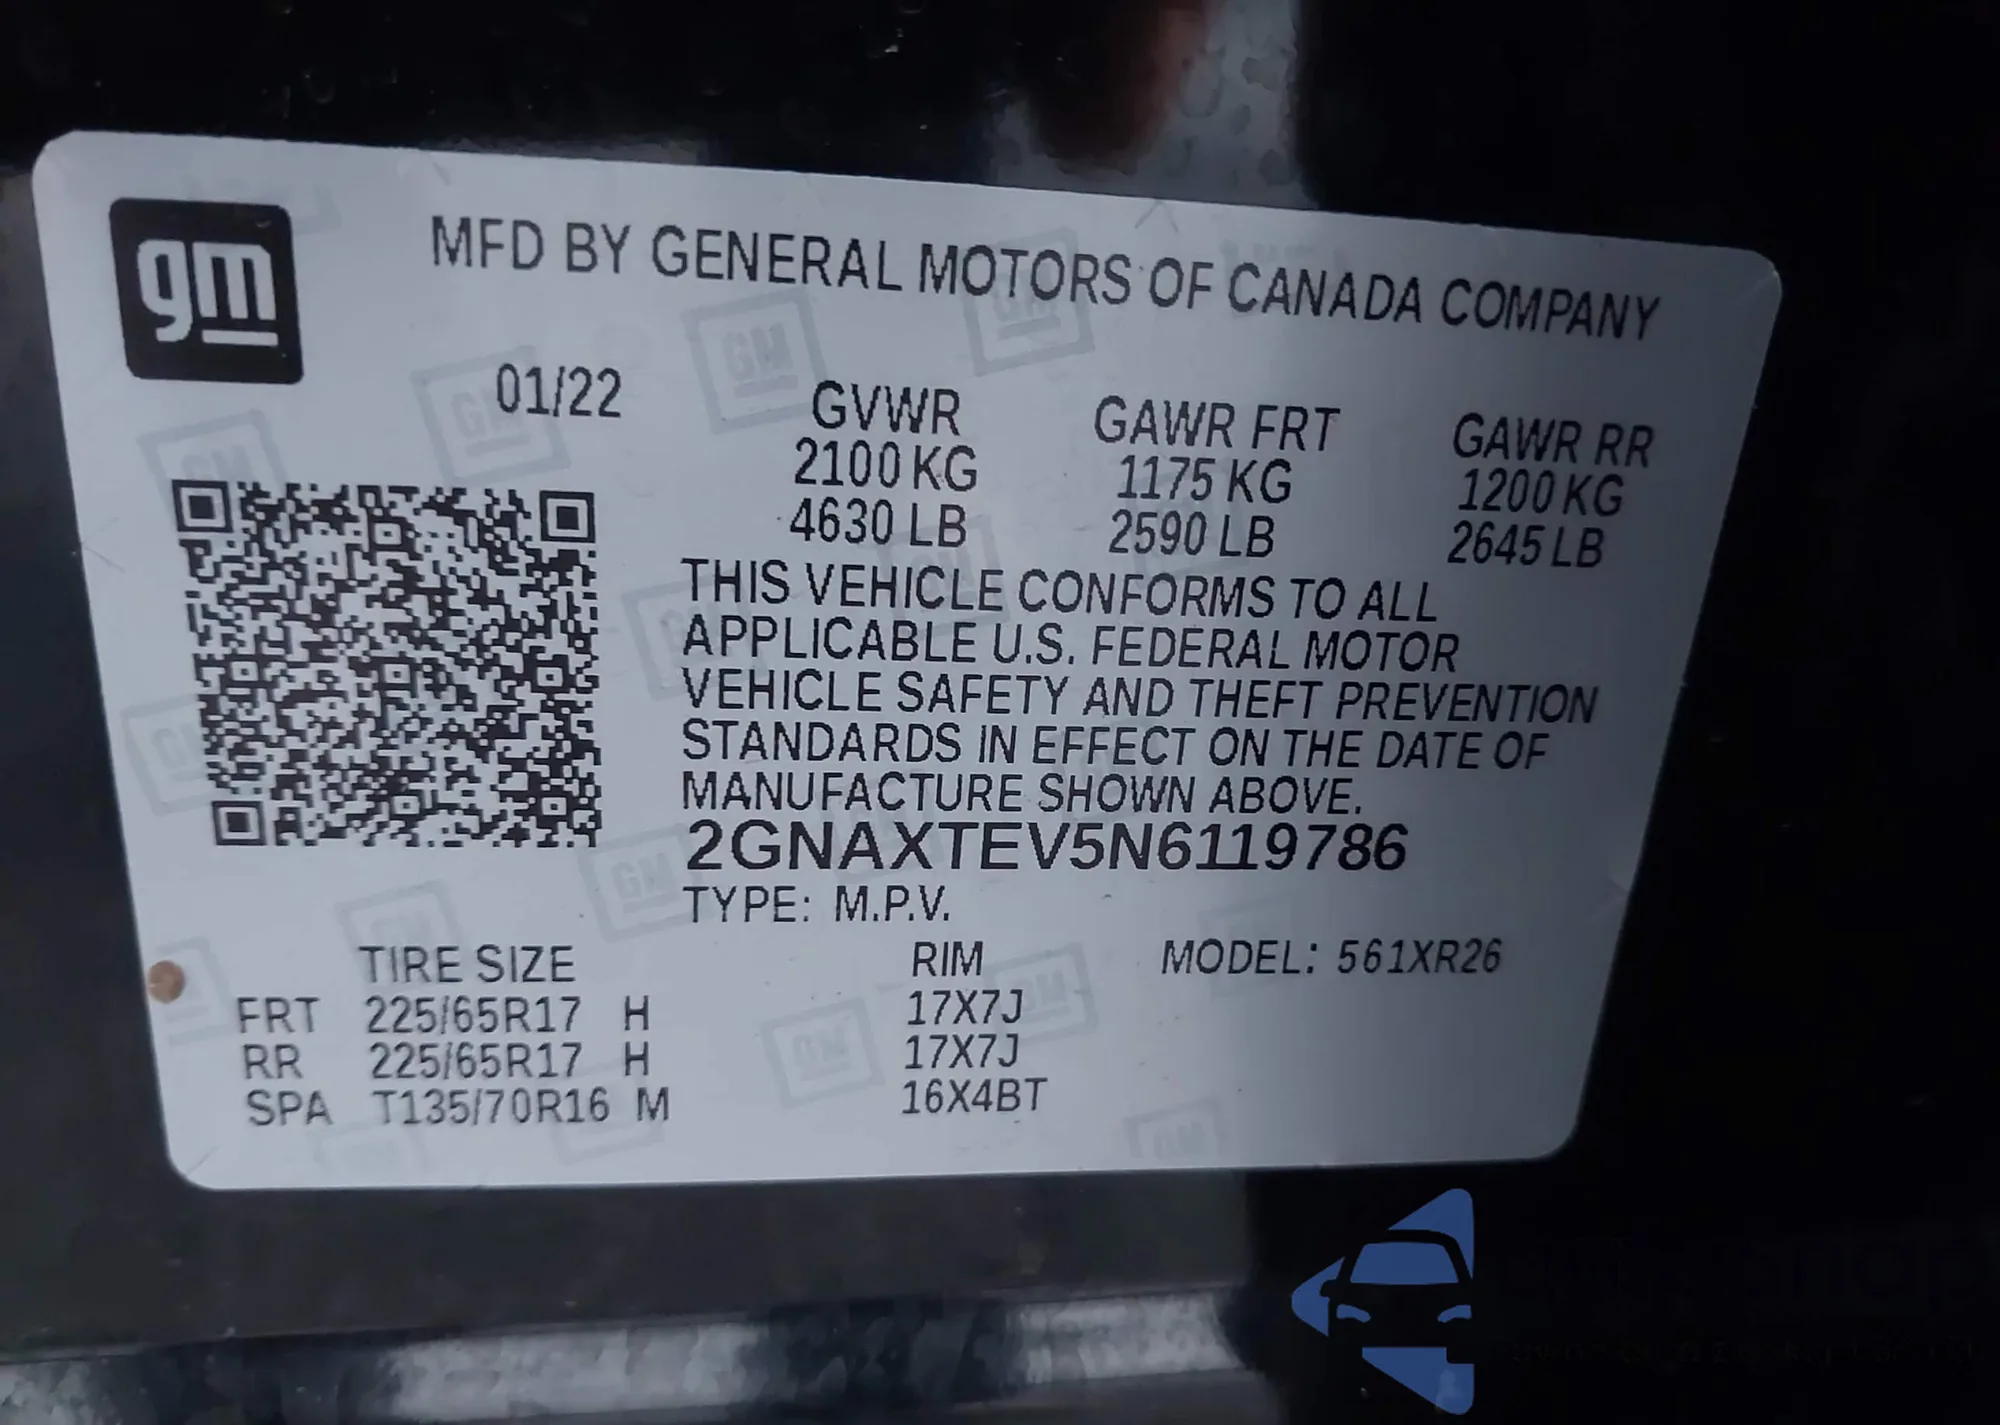 gm
MFD BY GENERAL MOTORS OF CANADA COMPANY
01/22
GVWR GAWR FRT GAWR RR
2100 KG 1175 KG 1200 KG
4630 LB 2590 LB 2645 LB
THIS VEHICLE CONFORMS TO ALL
APPLICABLE U.S. FEDERAL MOTOR
VEHICLE SAFETY AND THEFT PREVENTION
STANDARDS IN EFFECT ON THE DATE OF
MANUFACTURE SHOWN ABOVE.
2GNAXTEV5N6119786
TYPE: M.P.V.
TIRE SIZE RIM MODEL: 561XR26
FRT 225/65R17 H 17X7J
RR 225/65R17 H 17X7J
SPA T135/70R16 M 16X4BT